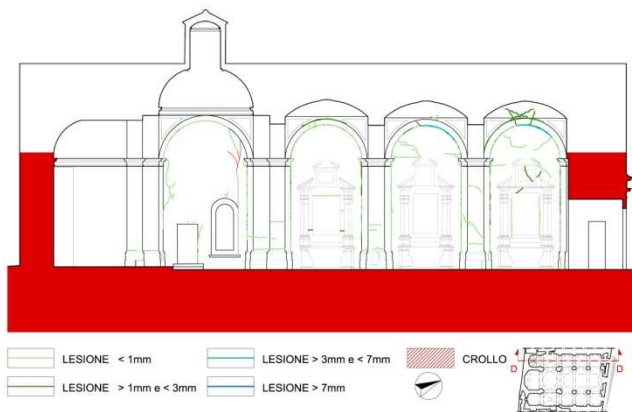 LESIONE < 1mm
LESIONE > 3mm e < 7mm
CROLLO
LESIONE > 1mm e < 3mm
LESIONE > 7mm
D D